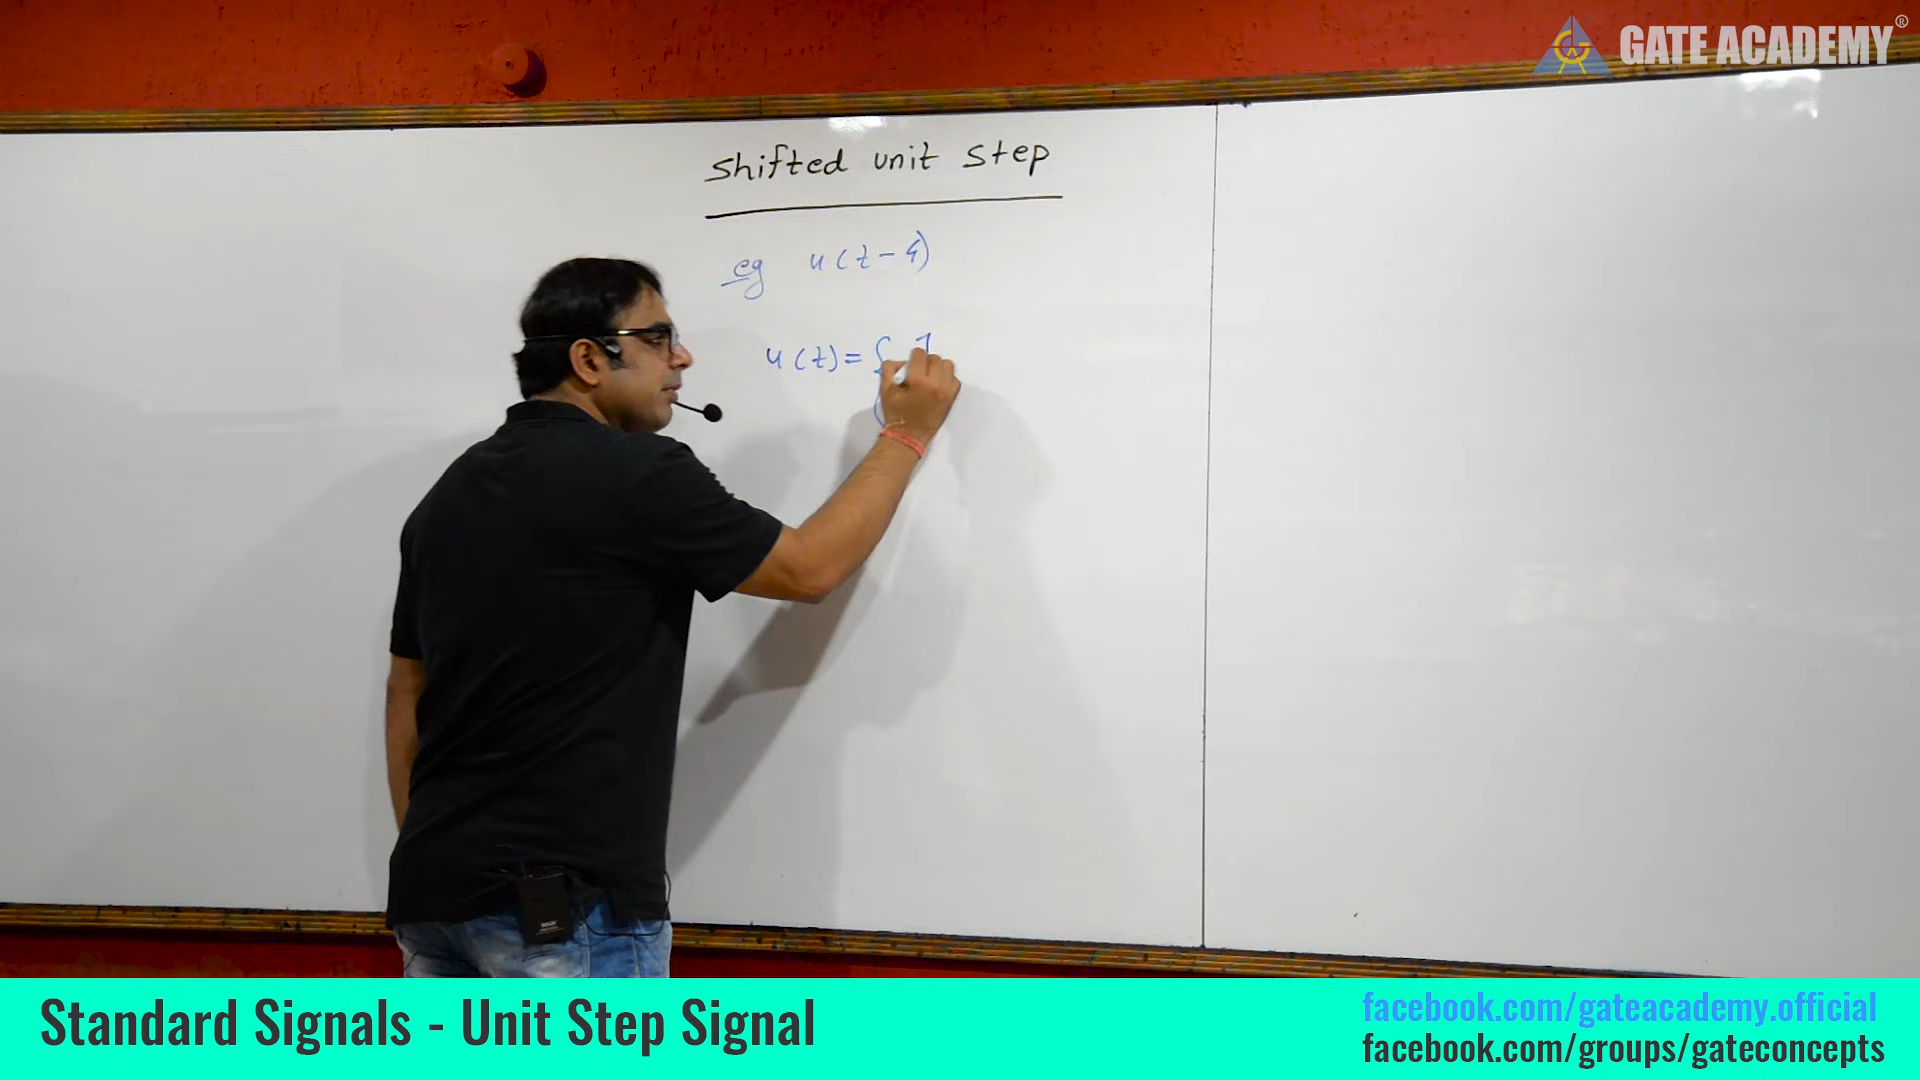 GATE ACADEMY®
Shifted unit step
eg u(t-4)
u(t)={ 1
Standard Signals - Unit Step Signal
facebook.com/gateacademy.official
facebook.com/groups/gateconcepts